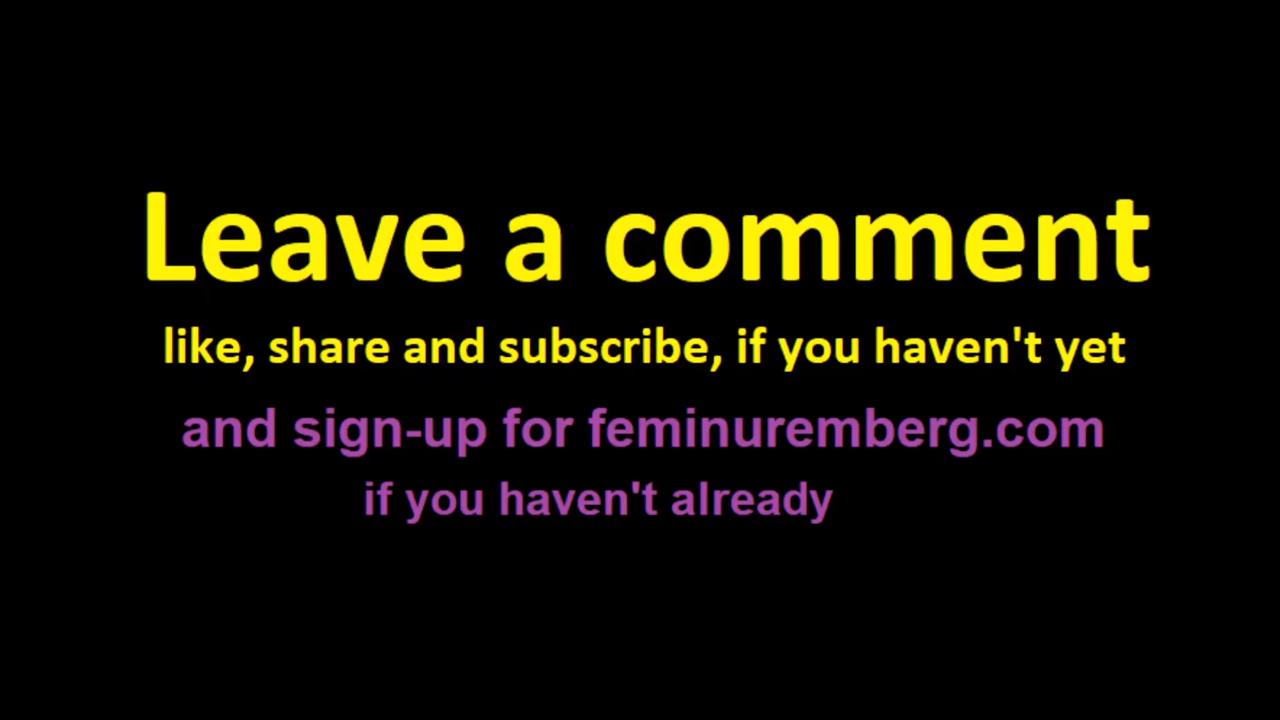 Leave a comment
like, share and subscribe, if you haven't yet
and sign-up for feminuremberg.com
if you haven't already